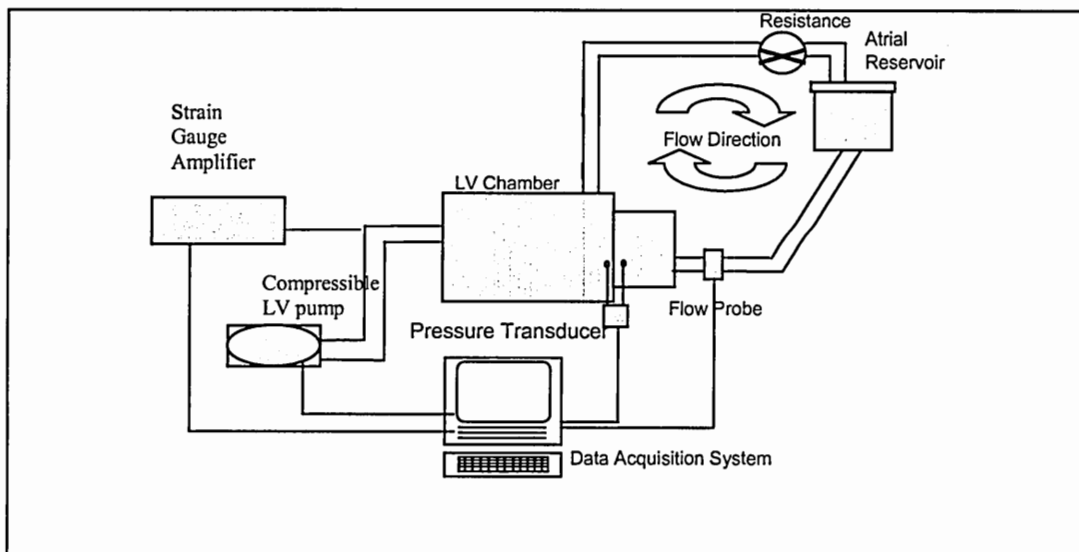 Resistance
Atrial
Reservoir
Strain
Gauge
Amplifier
Flow Direction
LV Chamber
Compressible
LV pump
Flow Probe
Pressure Transducer
Data Acquisition System